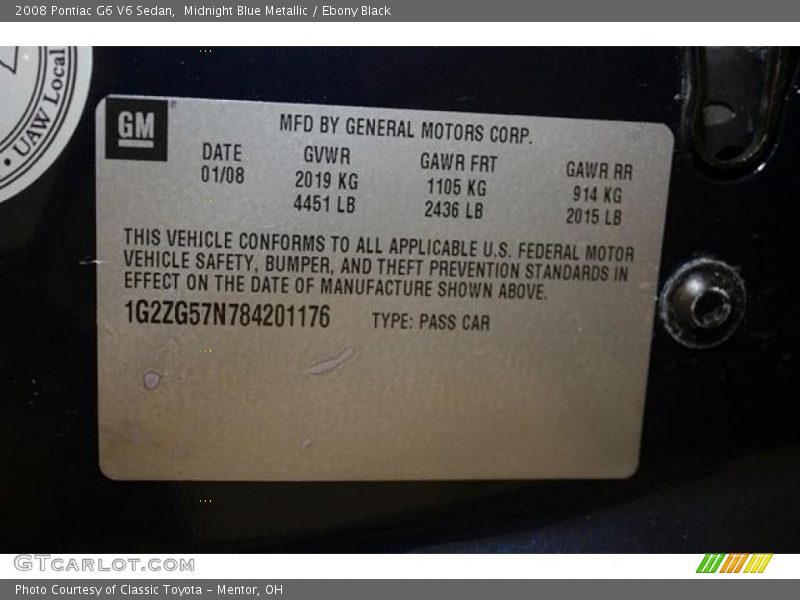 2008 Pontiac G6 V6 Sedan,  Midnight Blue Metallic / Ebony Black
• UAW Local
GM
MFD BY GENERAL MOTORS CORP.
DATE GVWR GAWR FRT GAWR RR
01/08 2019 KG 1105 KG 914 KG
4451 LB 2436 LB 2015 LB
THIS VEHICLE CONFORMS TO ALL APPLICABLE U.S. FEDERAL MOTOR
VEHICLE SAFETY, BUMPER, AND THEFT PREVENTION STANDARDS IN
EFFECT ON THE DATE OF MANUFACTURE SHOWN ABOVE.
1G2ZG57N784201176 TYPE: PASS CAR
GTCARLOT.COM
Photo Courtesy of Classic Toyota – Mentor, OH